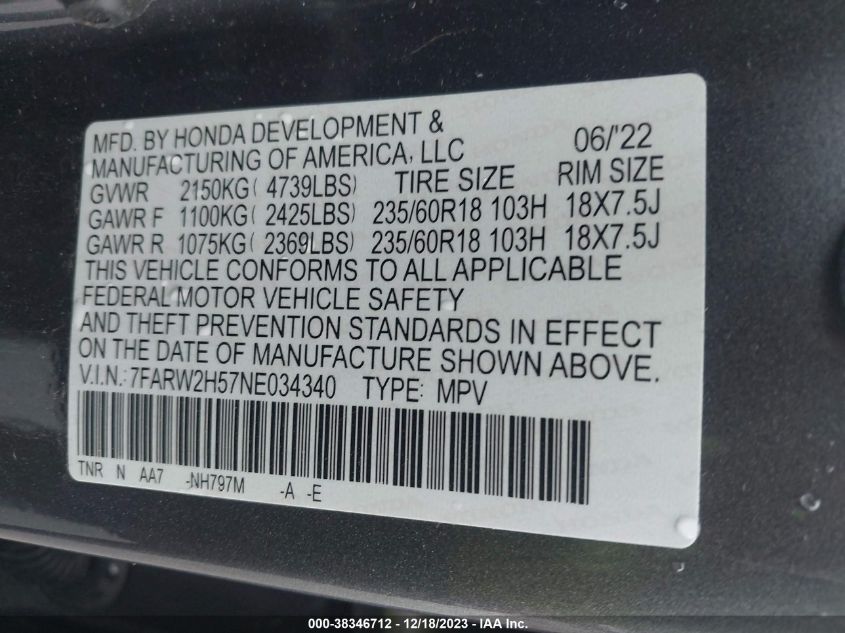 MFD. BY HONDA DEVELOPMENT & 
MANUFACTURING OF AMERICA, LLC 06/'22
GVWR 2150KG( 4739LBS) TIRE SIZE RIM SIZE
GAWR F 1100KG( 2425LBS) 235/60R18 103H 18X7.5J
GAWR R 1075KG( 2369LBS) 235/60R18 103H 18X7.5J
THIS VEHICLE CONFORMS TO ALL APPLICABLE
FEDERAL MOTOR VEHICLE SAFETY
AND THEFT PREVENTION STANDARDS IN EFFECT
ON THE DATE OF MANUFACTURE SHOWN ABOVE.
V.I.N.: 7FARW2H57NE034340 TYPE: MPV
TNR N AA7 -NH797M -A -E
000-38346712 - 12/18/2023 - IAA Inc.